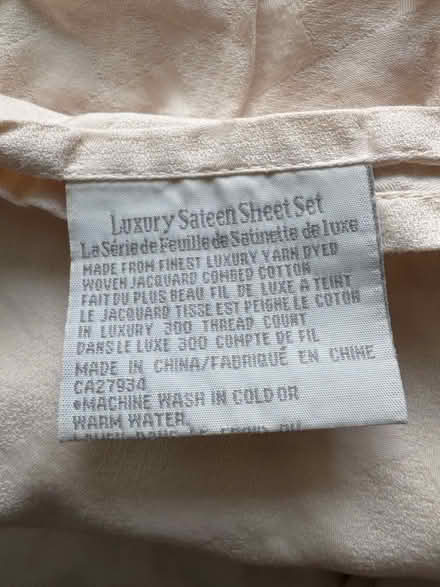 Luxury Sateen Sheet Set
La Série de Feuille de Satinette de luxe
MADE FROM FINEST LUXURY YARN DYED
WOVEN JACQUARD COMBED COTTON
FAIT DU PLUS BEAU FIL DE LUXE A TEINT
LE JACQUARD TISSE EST PEIGHE LE COTON
IN LUXURY 300 THREAD COUNT
DANS LE LUXE 300 COMPTE DE FIL
MADE IN CHINA/FABRIQUÉ EN CHINE
CA27934
•MACHINE WASH IN COLD OR
WARM WATER